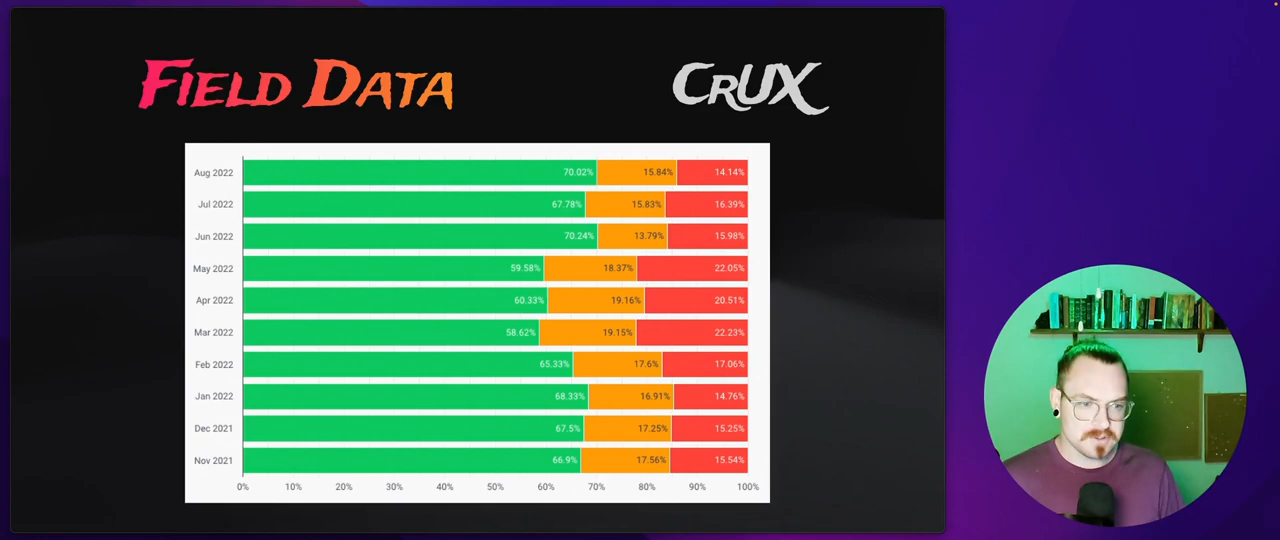 FIELD DATA
CRUX
Aug 2022 70.02% 15.84% 14.14%
Jul 2022 67.78% 15.83% 16.39%
Jun 2022 70.24% 13.79% 15.98%
May 2022 59.58% 18.37% 22.05%
Apr 2022 60.33% 19.16% 20.51%
Mar 2022 58.62% 19.15% 22.23%
Feb 2022 65.33% 17.6% 17.06%
Jan 2022 68.33% 16.91% 14.76%
Dec 2021 67.5% 17.25% 15.25%
Nov 2021 66.9% 17.56% 15.54%
0% 10% 20% 30% 40% 50% 60% 70% 80% 90% 100%